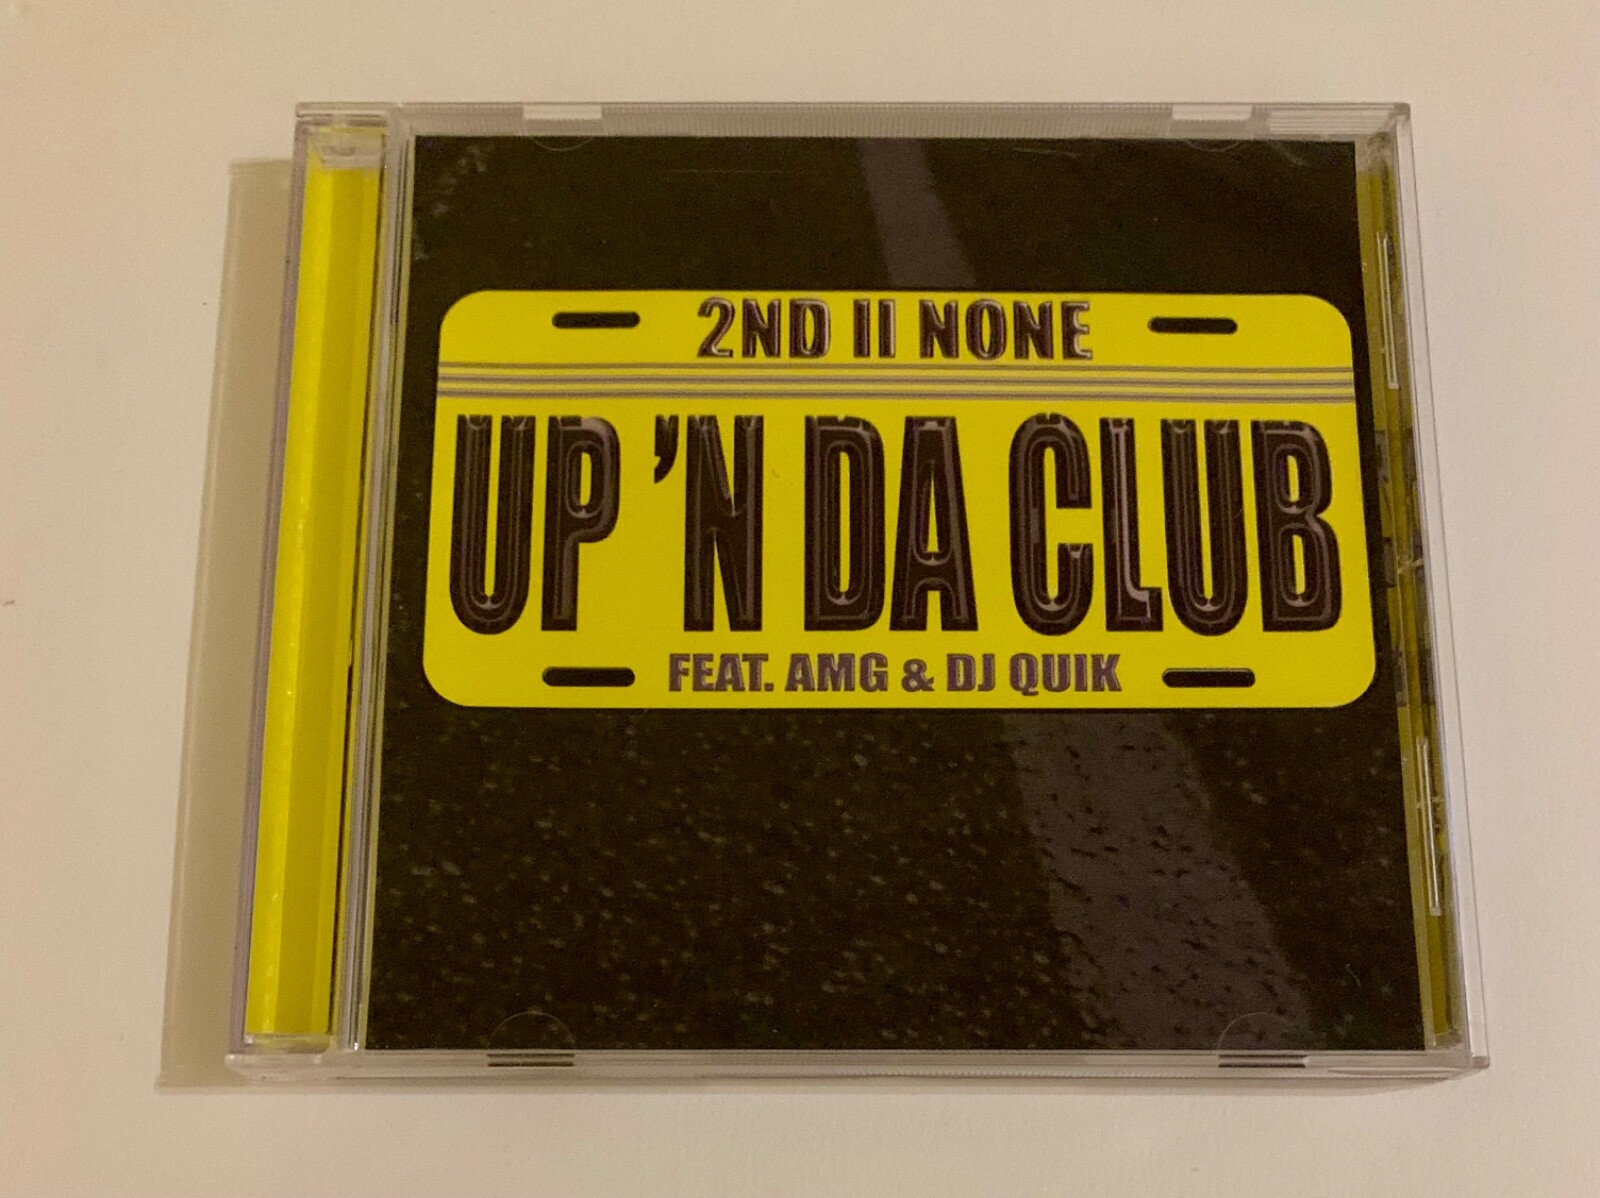 2ND II NONE
UP 'N DA CLUB
FEAT. AMG & DJ QUIK